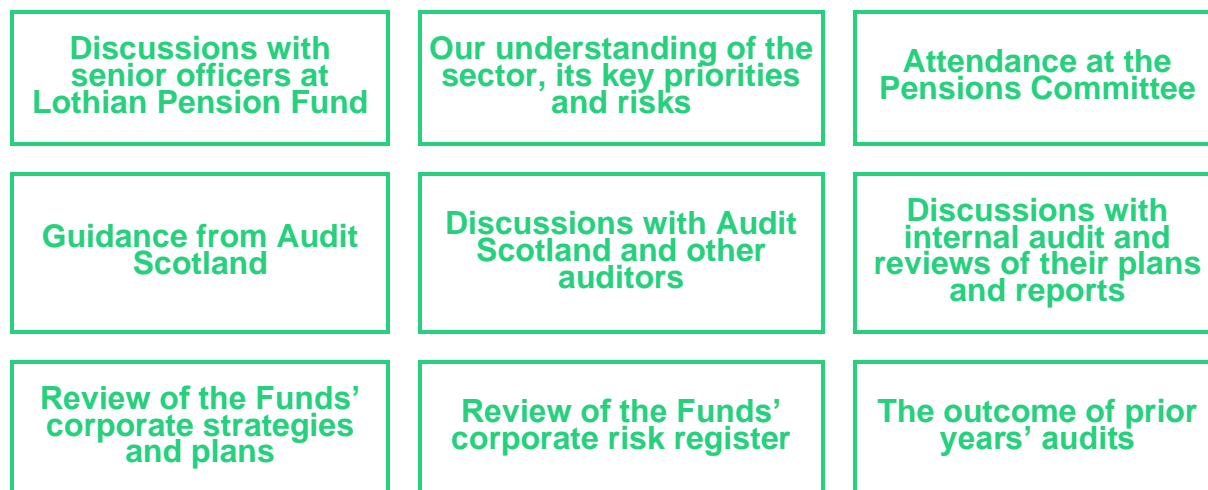 Discussions with
senior officers at
Lothian Pension Fund
Our understanding of the
sector, its key priorities
and risks
Attendance at the
Pensions Committee
Guidance from Audit
Scotland
Discussions with Audit
Scotland and other
auditors
Discussions with
internal audit and
reviews of their plans
and reports
Review of the Funds’
corporate strategies
and plans
Review of the Funds’
corporate risk register
The outcome of prior
years’ audits